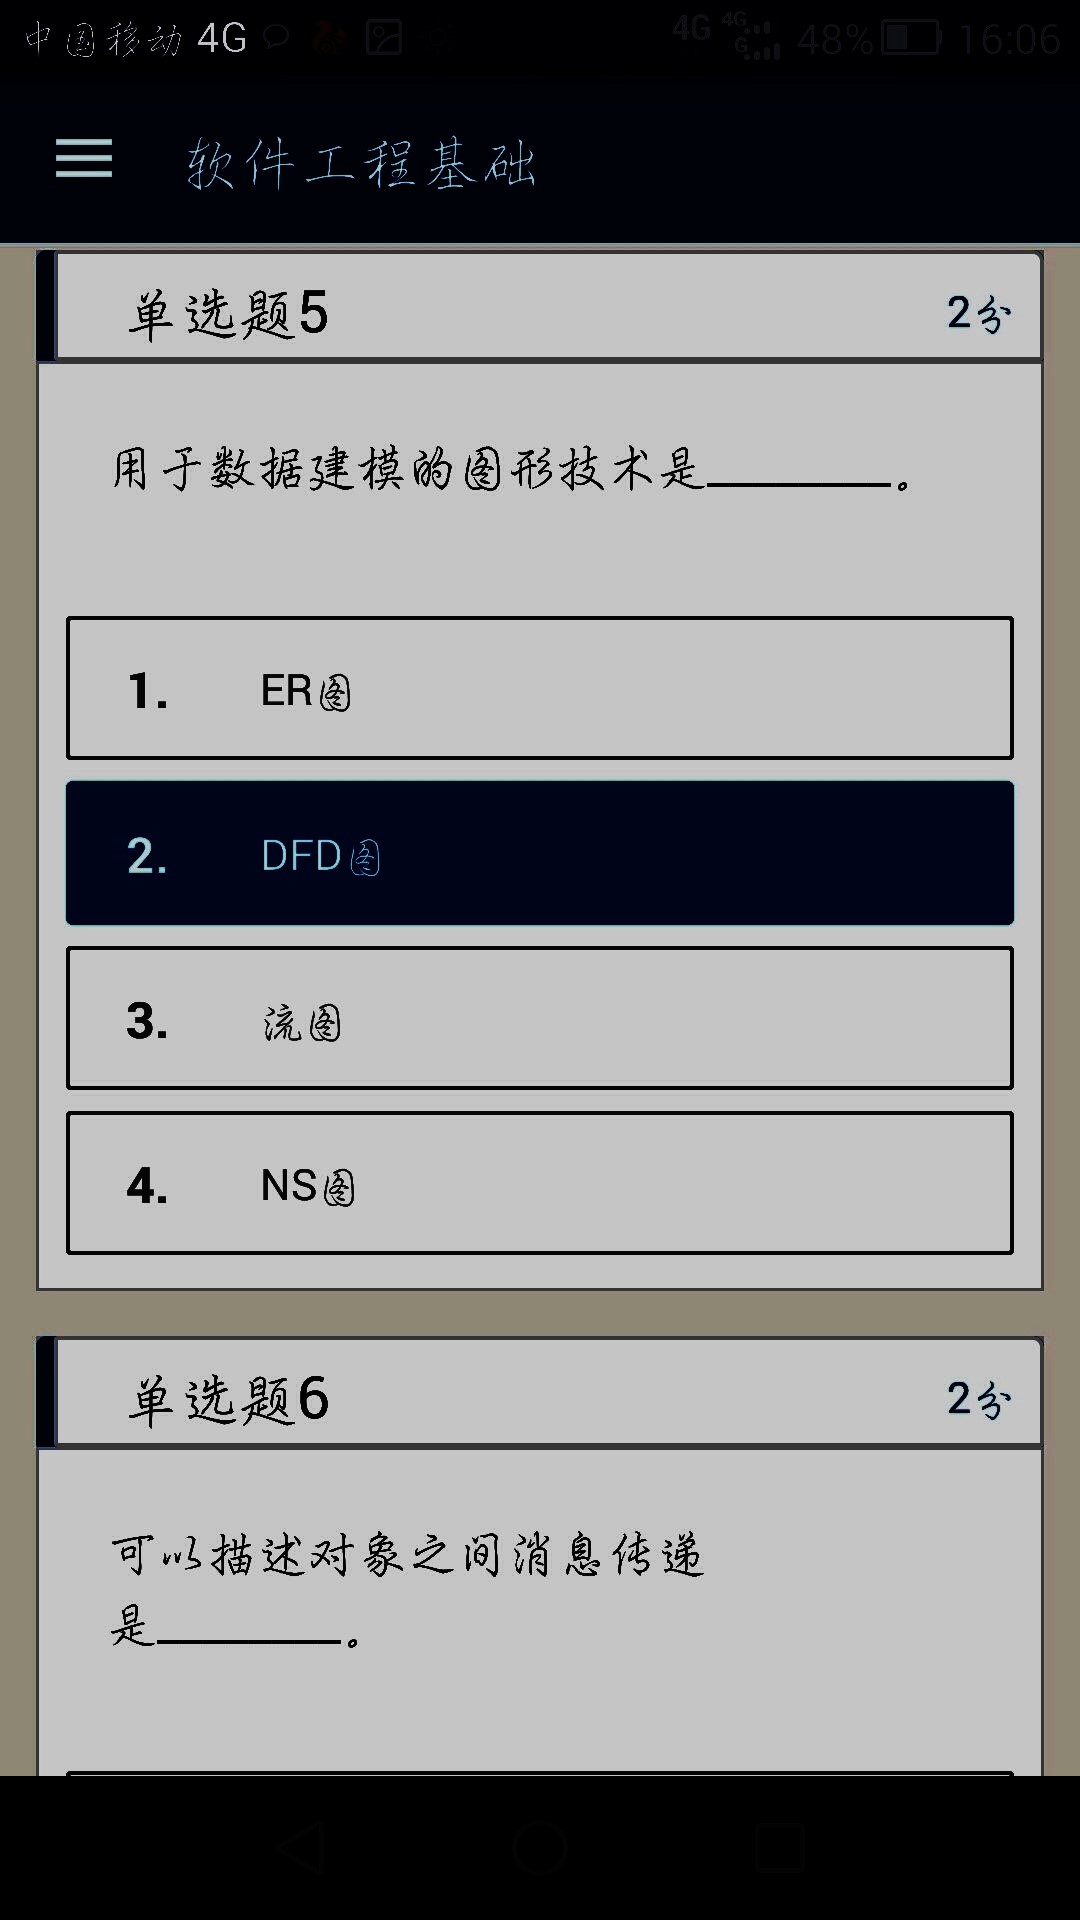 中国移动 4G 4G 4G G 48% 16:06
软件工程基础
单选题5 2分
用于数据建模的图形技术是________。
1. ER图
2. DFD图
3. 流图
4. NS图
单选题6 2分
可以描述对象之间消息传递
是________。